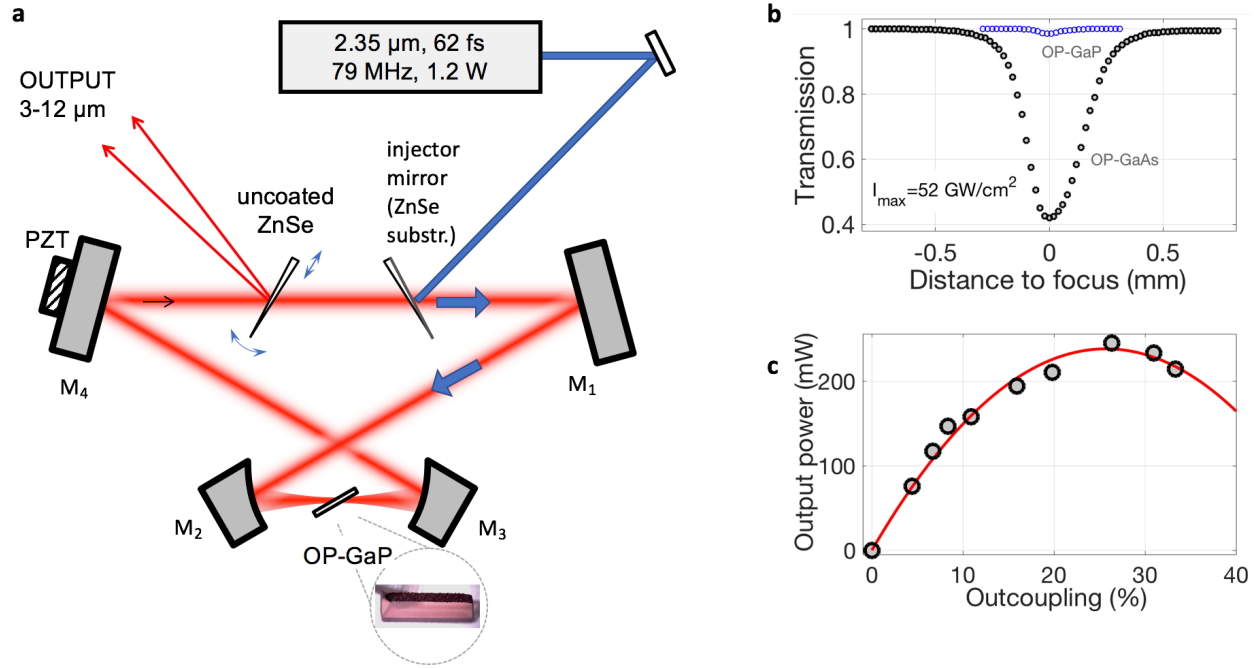 a
2.35 µm, 62 fs
79 MHz, 1.2 W
OUTPUT
3-12 µm
injector
mirror
(ZnSe
substr.)
uncoated
ZnSe
PZT
M₄
M₁
M₂
M₃
OP-GaP
b
Transmission
1
0.8
0.6
0.4
OP-GaP
OP-GaAs
Iₘₐₓ=52 GW/cm²
-0.5
0
0.5
Distance to focus (mm)
c
Output power (mW)
200
100
0
0
10
20
30
40
Outcoupling (%)